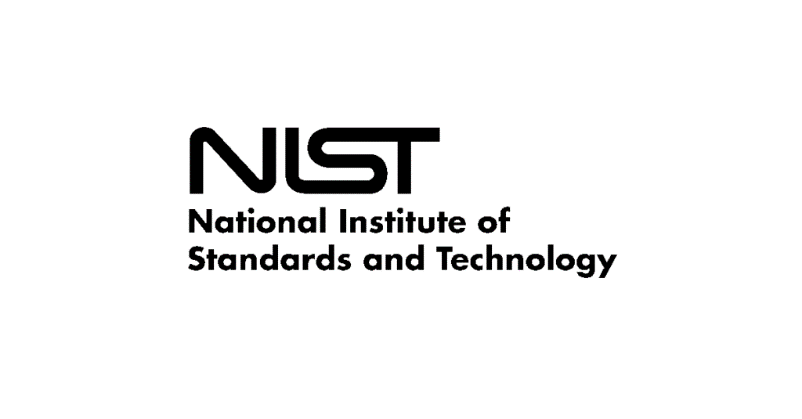 NIST
National Institute of
Standards and Technology